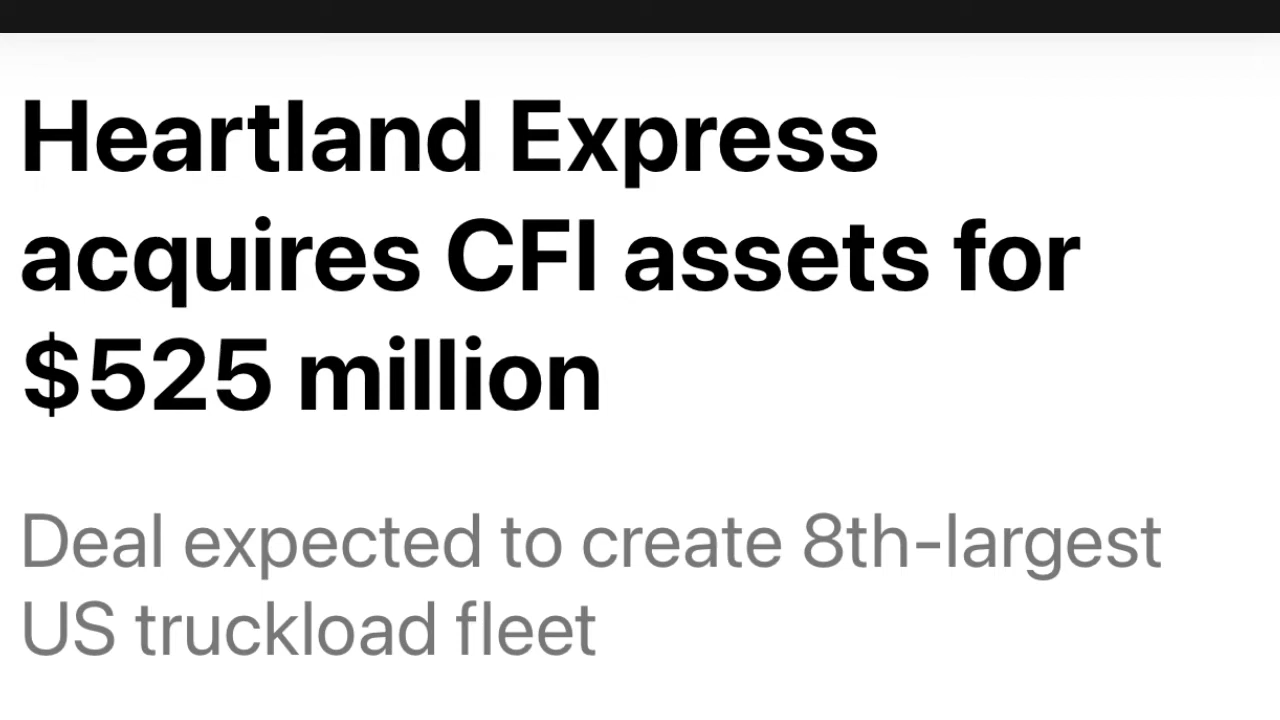 Heartland Express
acquires CFI assets for
$525 million
Deal expected to create 8th-largest
US truckload fleet